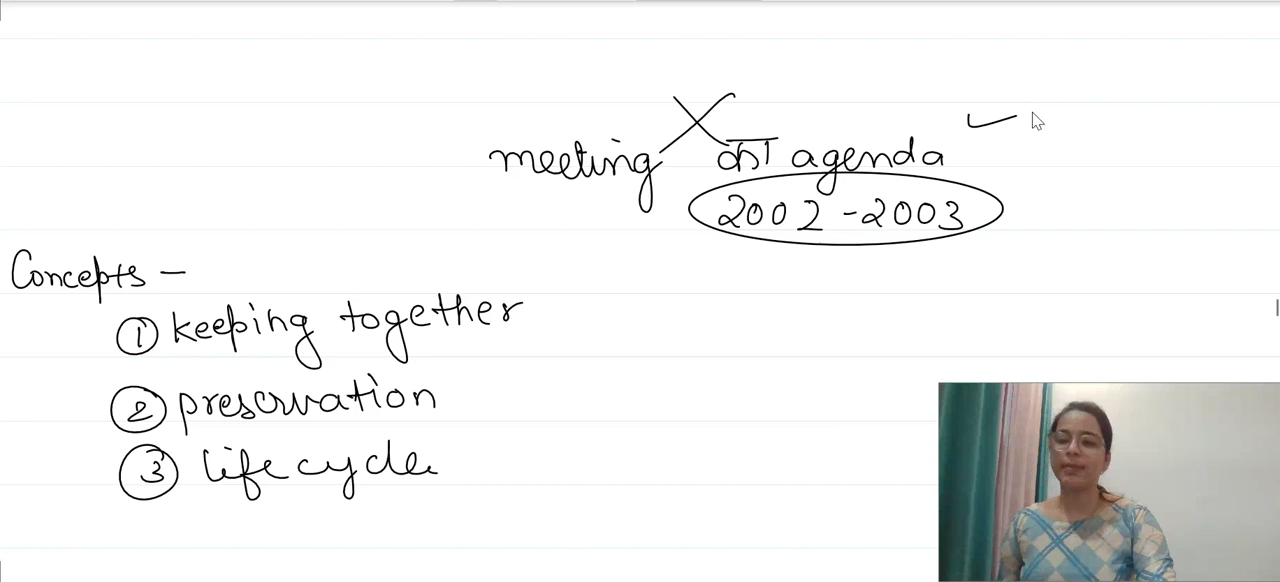 meeting का agenda
2002-2003
Concepts -
① keeping together
② preservation
③ life cycle